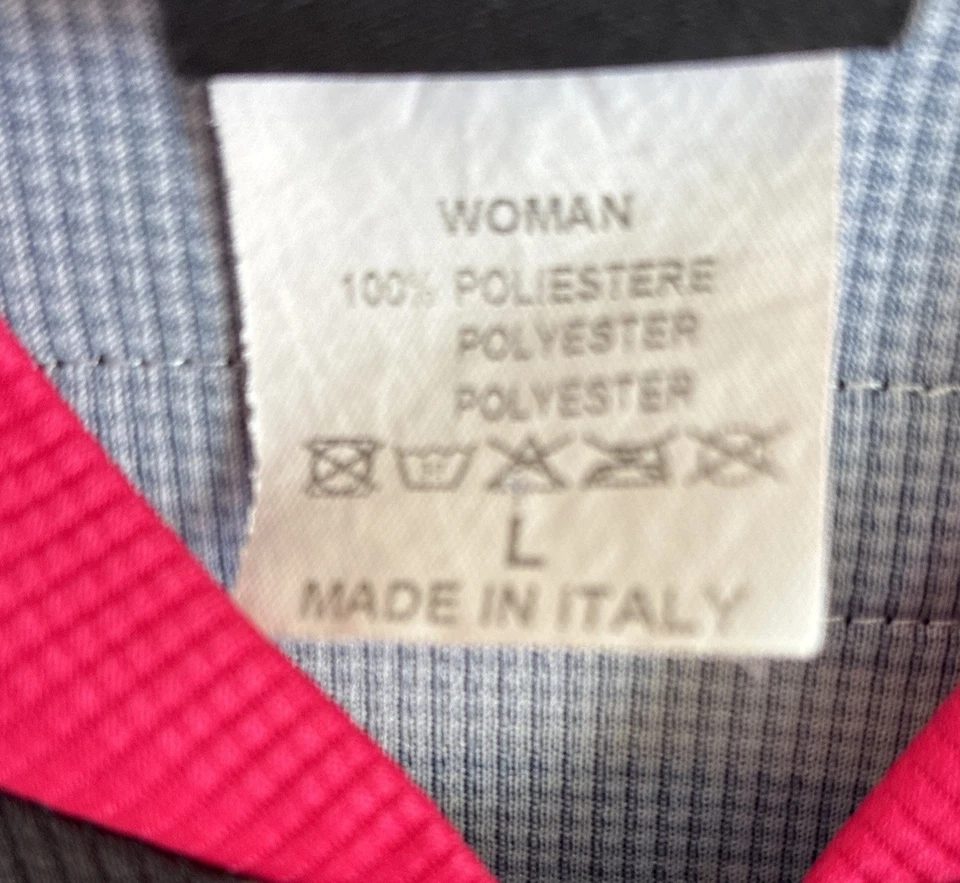 WOMAN
100% POLIESTERE
POLYESTER
POLYESTER
L
MADE IN ITALY